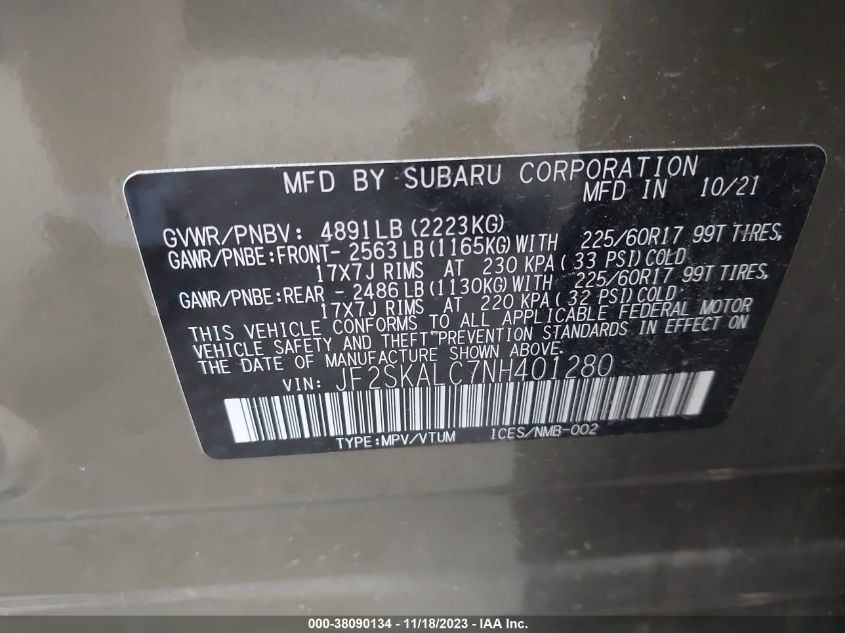 MFD BY SUBARU CORPORATION
MFD IN 10/21
GVWR/PNBV: 4891LB (2223KG)
GAWR/PNBE:FRONT- 2563LB (1165KG) WITH 225/60R17 99T TIRES,
17X7J RIMS AT 230 KPA ( 33 PSI) COLD
GAWR/PNBE:REAR - 2486LB (1130KG) WITH 225/60R17 99T TIRES,
17X7J RIMS AT 220 KPA ( 32 PSI) COLD
THIS VEHICLE CONFORMS TO ALL APPLICABLE FEDERAL MOTOR
VEHICLE SAFETY AND THEFT PREVENTION STANDARDS IN EFFECT ON
THE DATE OF MANUFACTURE SHOWN ABOVE.
VIN: JF2SKALC7NH401280
TYPE:MPV/VTUM ICES/NMB-002
000-38090134 - 11/18/2023 - IAA Inc.